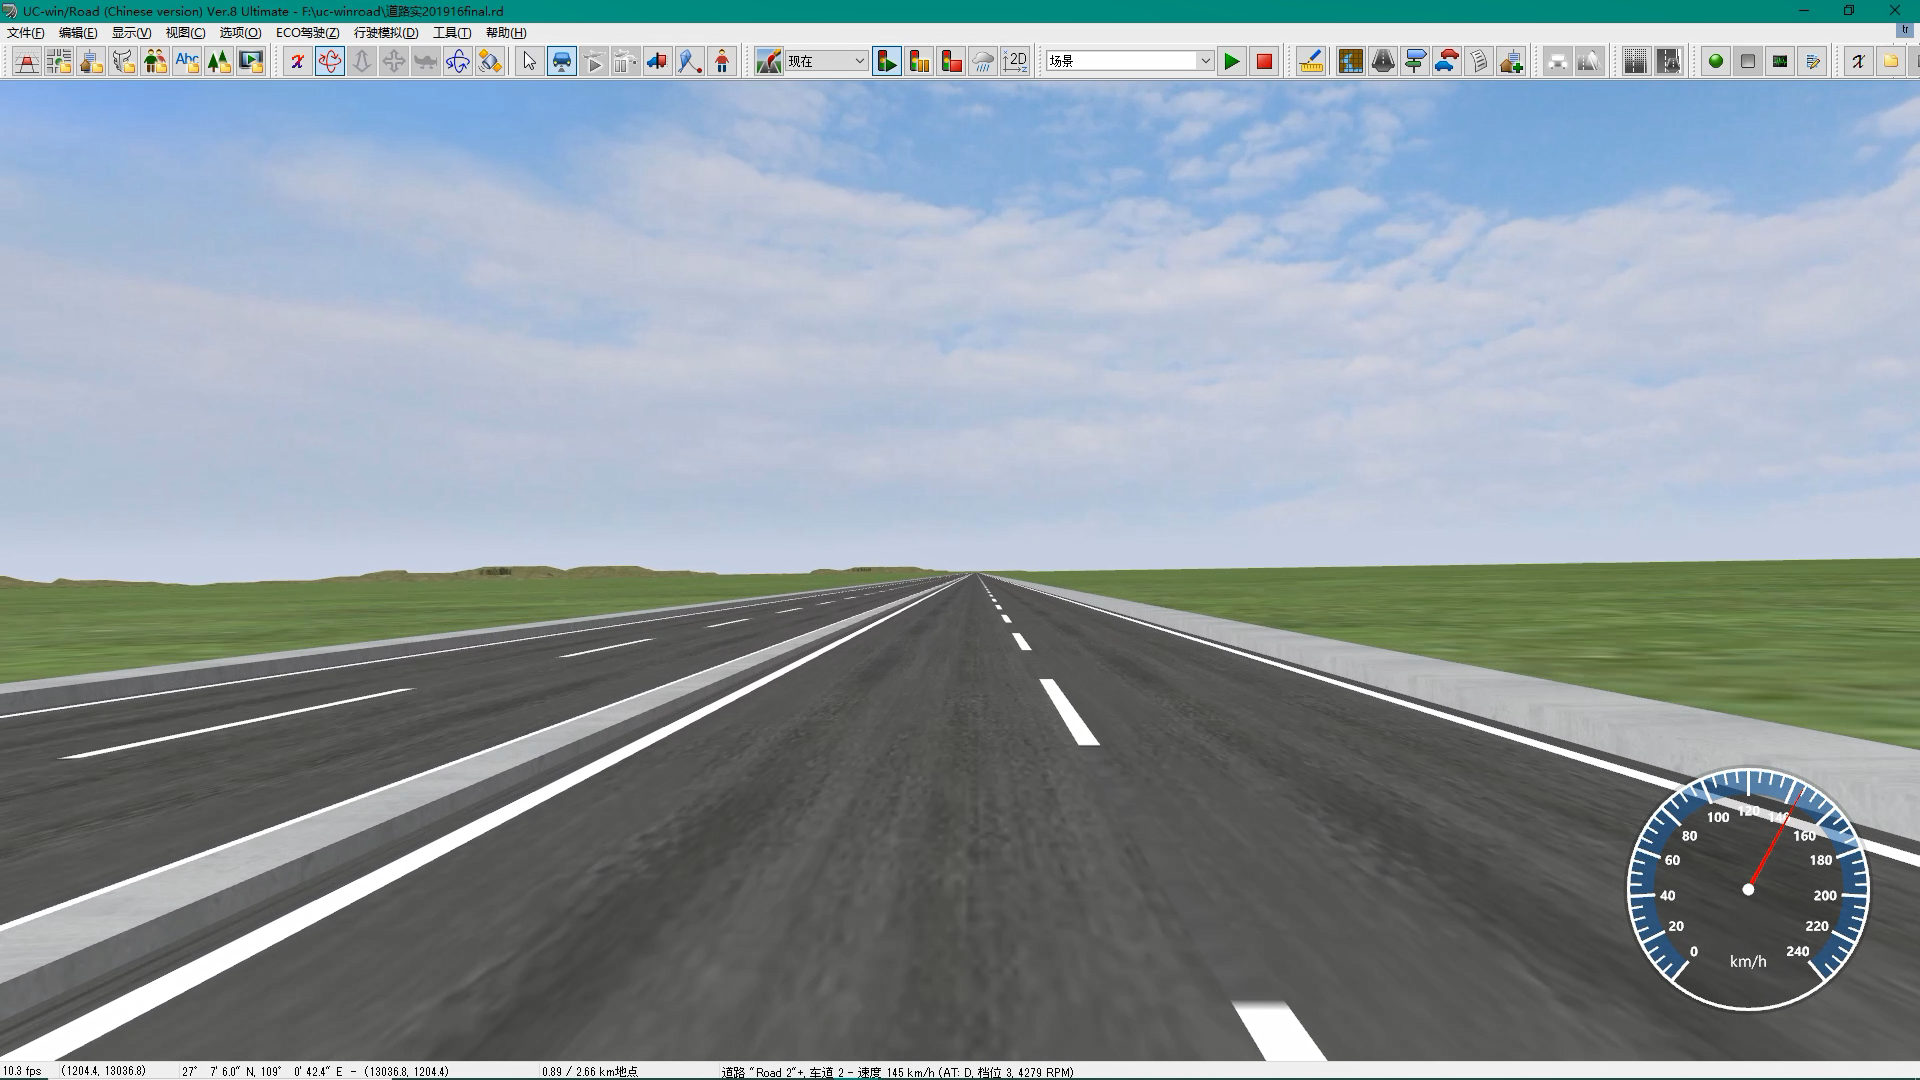 UC-win/Road (Chinese version) Ver.8 Ultimate - F:\uc-winroad\道路实201916final.rd
文件(F) 编辑(E) 显示(V) 视图(C) 选项(O) ECO驾驶(Z) 行驶模拟(D) 工具(T) 帮助(H)
tr
Abc
现在
2D
场景
0
20
40
60
80
100
120
140
160
180
200
220
240
km/h
10.3 fps (1204.4, 13036.8) 27° 7' 6.0" N, 109° 0' 42.4" E - (13036.8, 1204.4) 0.89 / 2.66 km地点 道路 "Road 2"+, 车道 2 - 速度 145 km/h (AT: D, 档位 3, 4279 RPM)